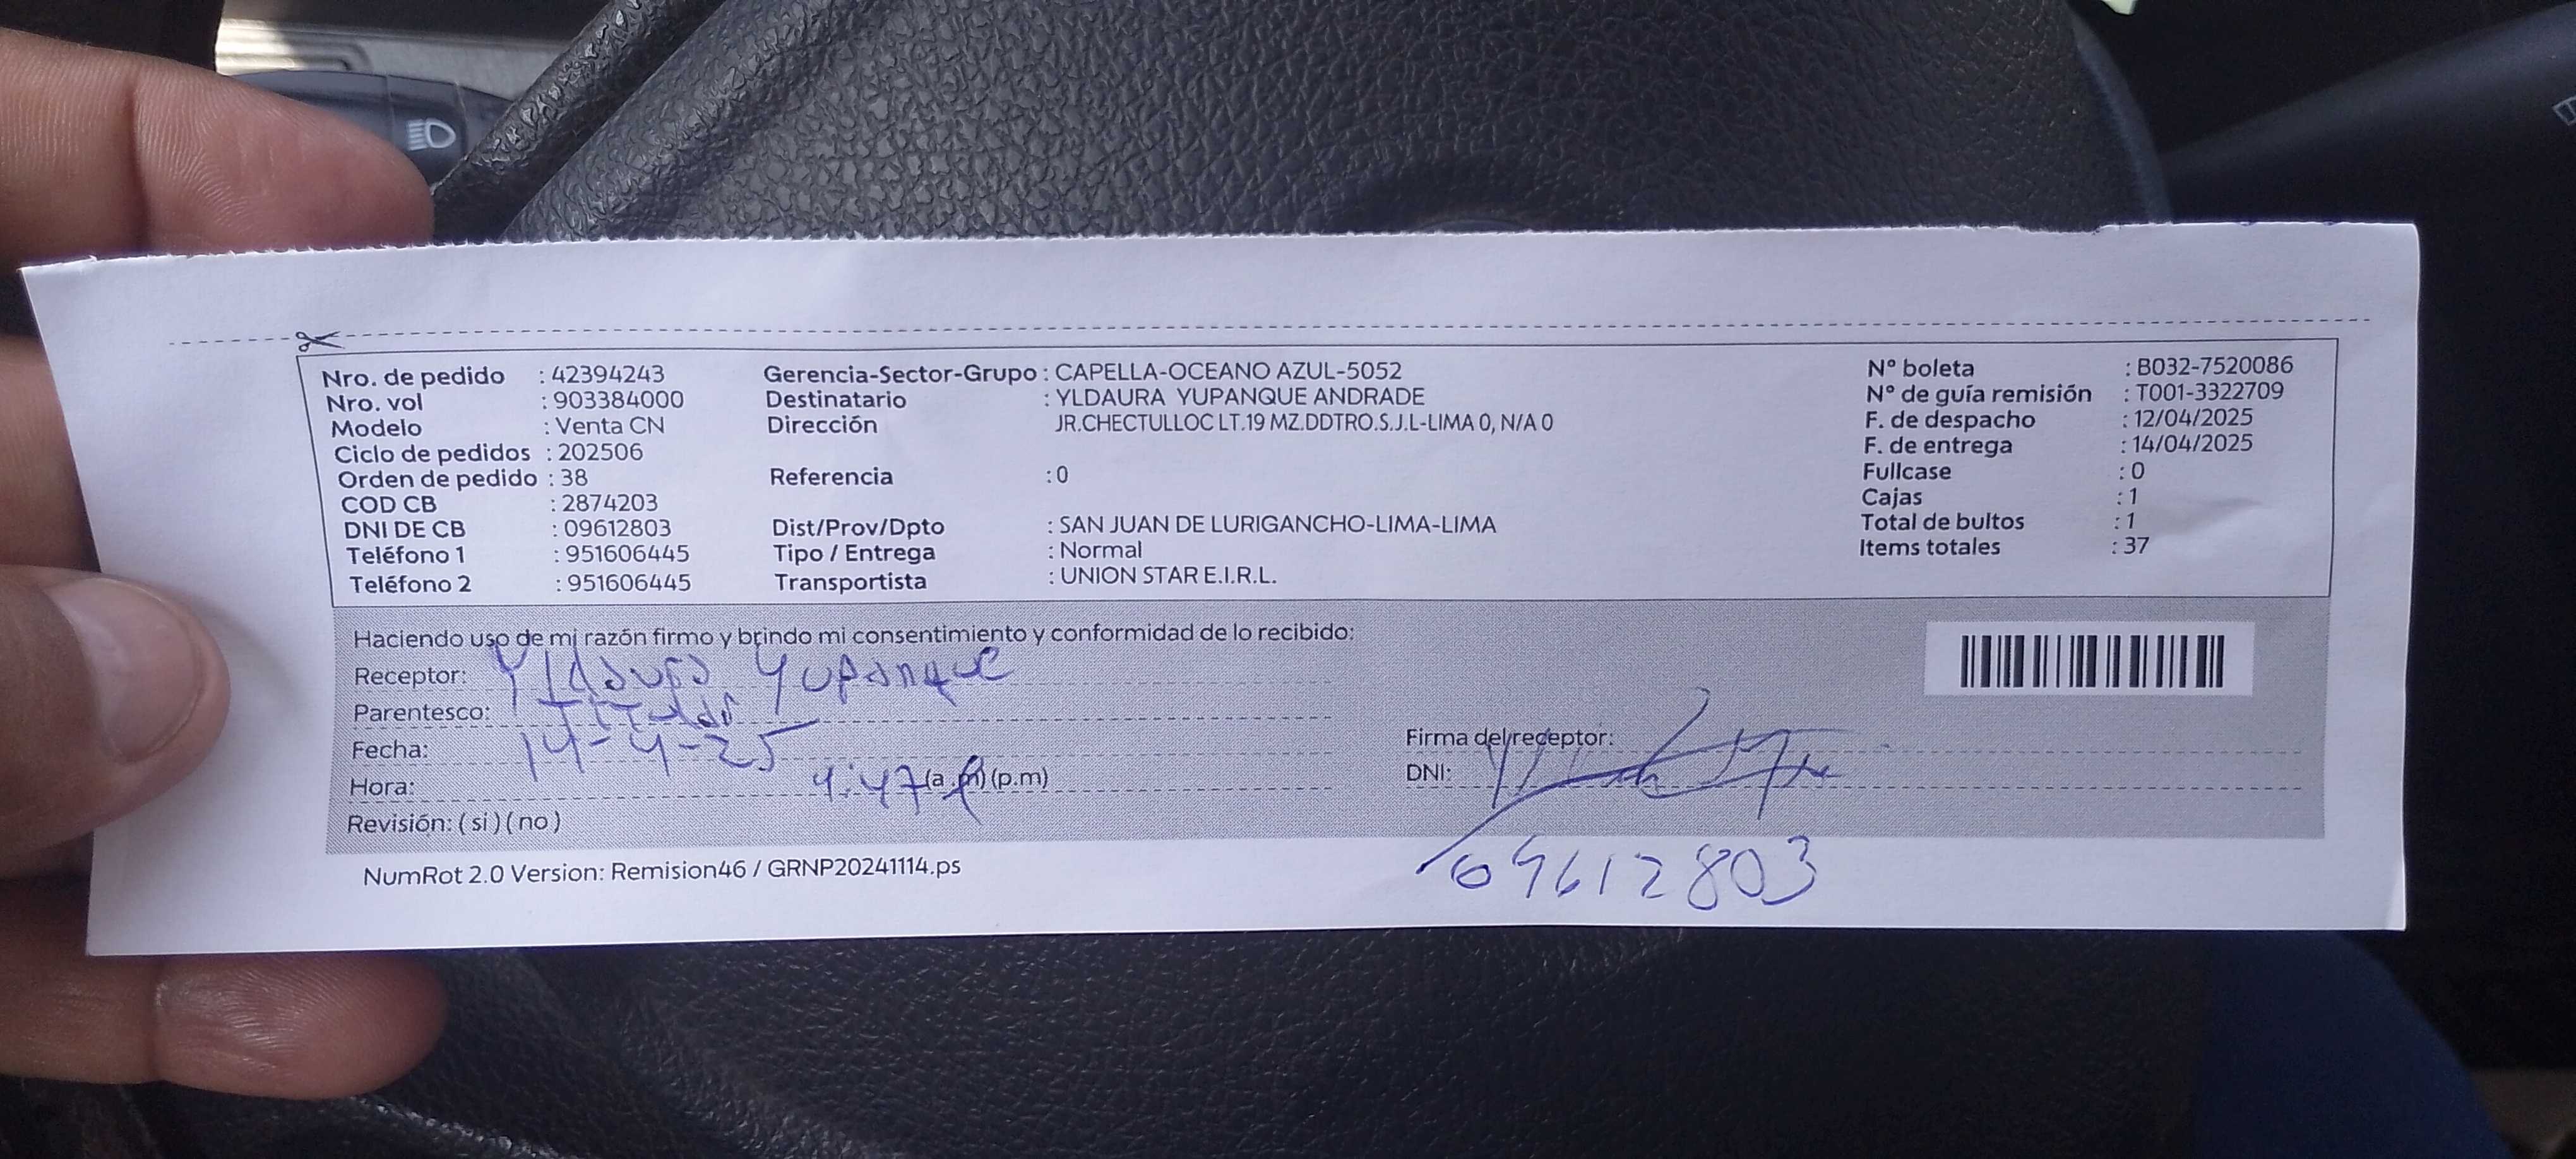 Nro. de pedido : 42394243
Nro. vol : 903384000
Modelo : Venta CN
Ciclo de pedidos : 202506
Orden de pedido : 38
COD CB : 2874203
DNI DE CB : 09612803
Teléfono 1 : 951606445
Teléfono 2 : 951606445
Gerencia-Sector-Grupo : CAPELLA-OCEANO AZUL-5052
Destinatario : YLDAURA YUPANQUE ANDRADE
Dirección JR.CHECTULLOC LT.19 MZ.DDTRO.S.J.L-LIMA 0, N/A 0
Referencia : 0
Dist/Prov/Dpto : SAN JUAN DE LURIGANCHO-LIMA-LIMA
Tipo / Entrega : Normal
Transportista : UNION STAR E.I.R.L.
N° boleta : B032-7520086
N° de guía remisión : T001-3322709
F. de despacho : 12/04/2025
F. de entrega : 14/04/2025
Fullcase : 0
Cajas : 1
Total de bultos : 1
Items totales : 37
Haciendo uso de mi razón firmo y brindo mi consentimiento y conformidad de lo recibido:
Receptor: Yldaura Yupanque
Parentesco:
Fecha: 14-4-25
Hora: 4:47 (a.m) (p.m)
Revisión: ( si ) ( no )
Firma del receptor:
DNI:
09612803
NumRot 2.0 Version: Remision46 / GRNP20241114.ps